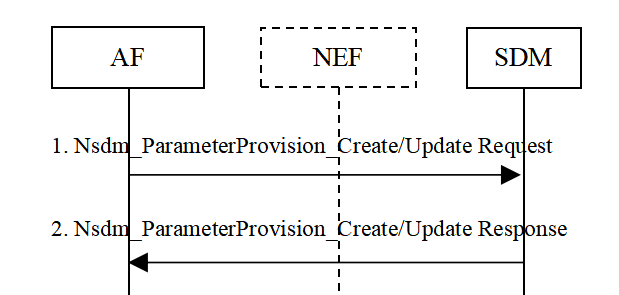 AF
NEF
SDM
1. Nsdm_ParameterProvision_Create/Update Request
2. Nsdm_ParameterProvision_Create/Update Response